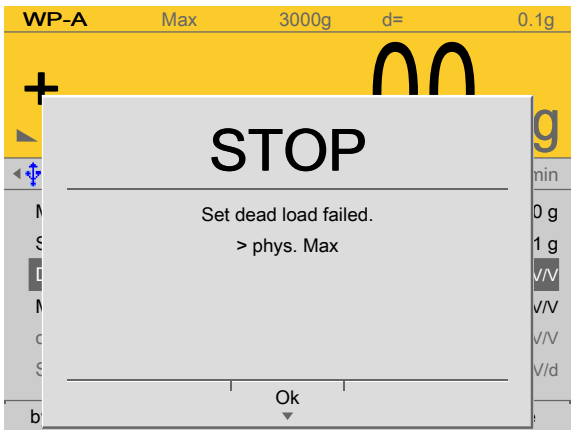 WP-A Max 3000g d= 0.1g
+ 00 g
STOP
Set dead load failed.
> phys. Max
Ok
min
0 g
1 g
V/V
V/V
V/V
V/d